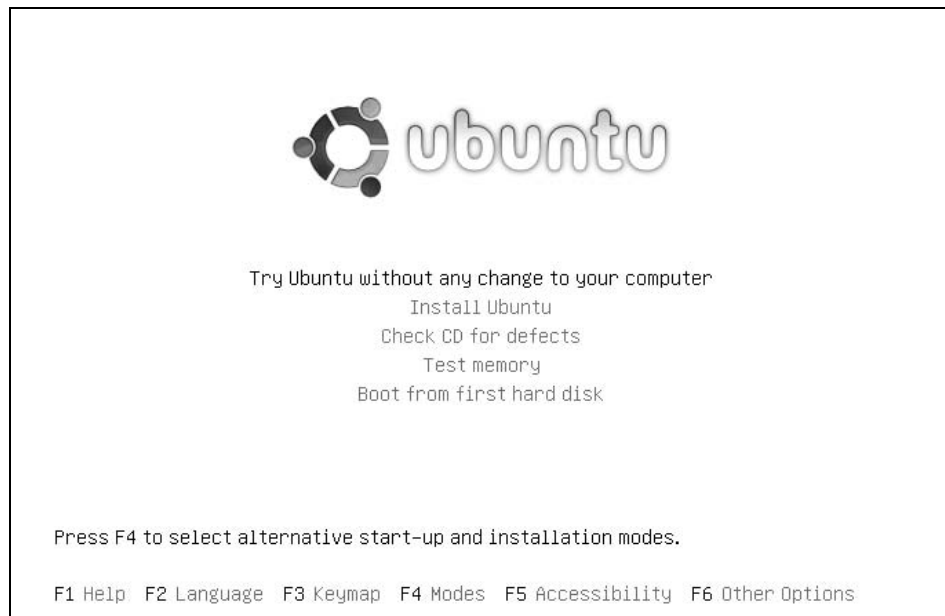 ubuntu
Try Ubuntu without any change to your computer
Install Ubuntu
Check CD for defects
Test memory
Boot from first hard disk
Press F4 to select alternative start-up and installation modes.
F1 Help F2 Language F3 Keymap F4 Modes F5 Accessibility F6 Other Options